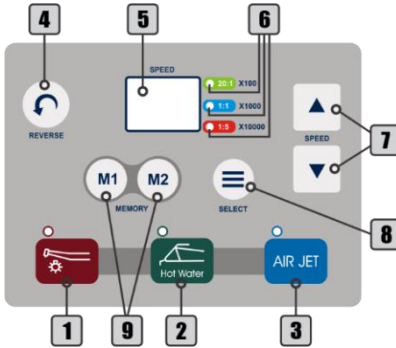 4
5
6
SPEED
20:1 X100
1:1 X1000
1:5 X10000
REVERSE
SPEED
7
M1 M2
MEMORY
SELECT
8
Hot Water
AIR JET
1
9
2
3